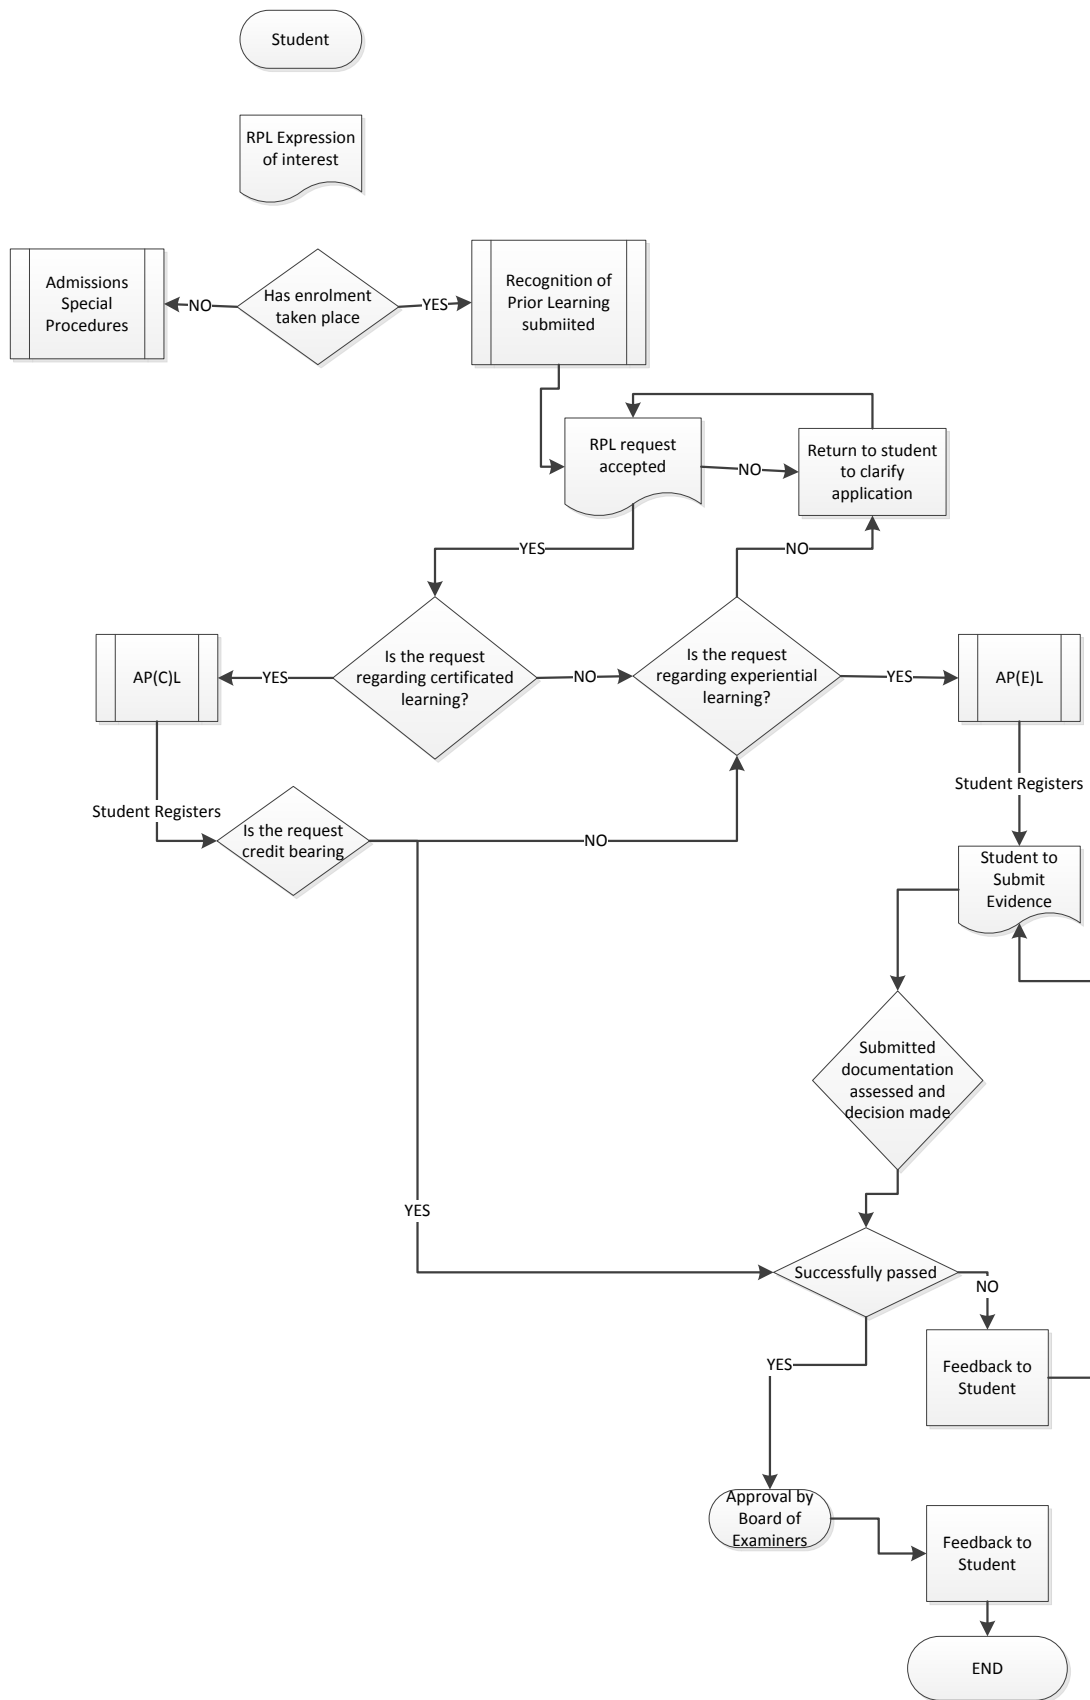 Student
RPL Expression
of interest
Admissions
Special
Procedures
NO
Has enrolment
taken place
YES
Recognition of
Prior Learning
submiited
RPL request
accepted
NO
Return to student
to clarify
application
YES
NO
AP(C)L
YES
Is the request
regarding certificated
learning?
NO
Is the request
regarding experiential
learning?
YES
AP(E)L
Student Registers
Student Registers
Is the request
credit bearing
NO
Student to
Submit
Evidence
Submitted
documentation
assessed and
decision made
YES
Successfully passed
NO
YES
Feedback to
Student
Approval by
Board of
Examiners
Feedback to
Student
END